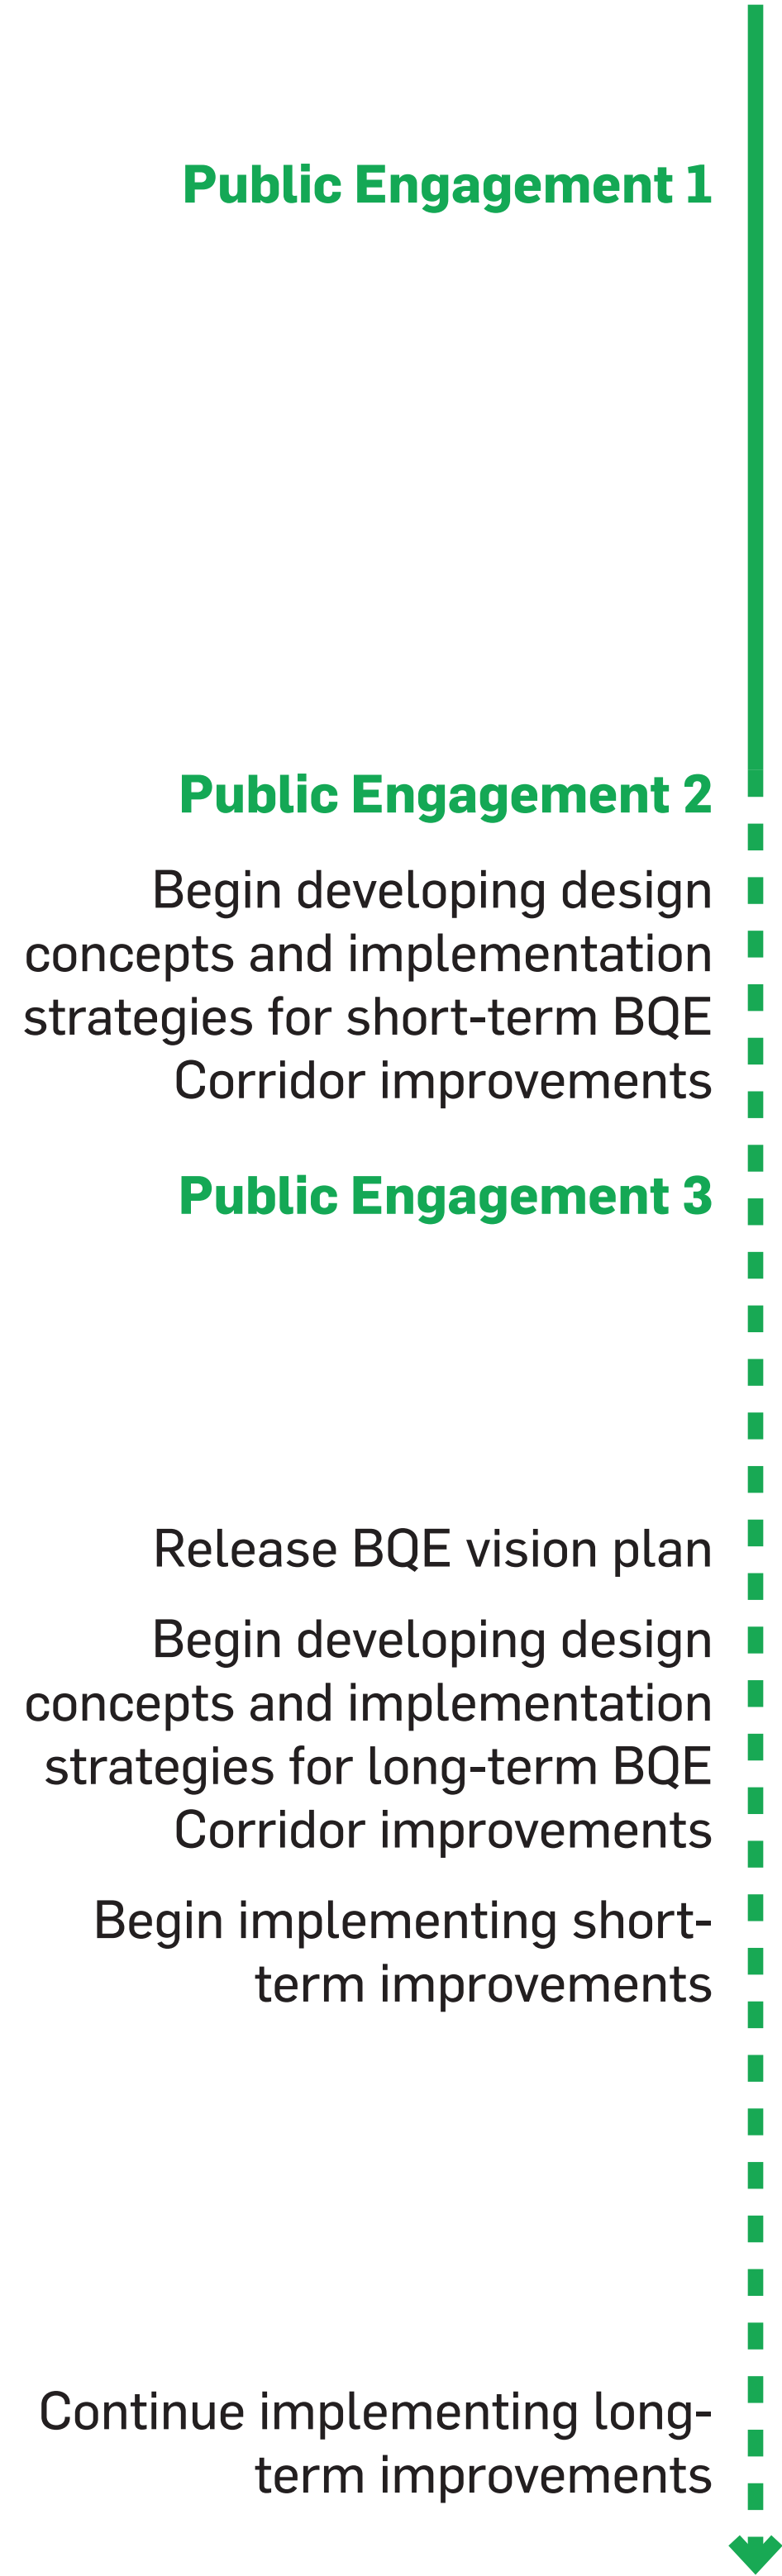 Public Engagement 1
Public Engagement 2
Begin developing design
concepts and implementation
strategies for short-term BQE
Corridor improvements
Public Engagement 3
Release BQE vision plan
Begin developing design
concepts and implementation
strategies for long-term BQE
Corridor improvements
Begin implementing short-
term improvements
Continue implementing long-
term improvements